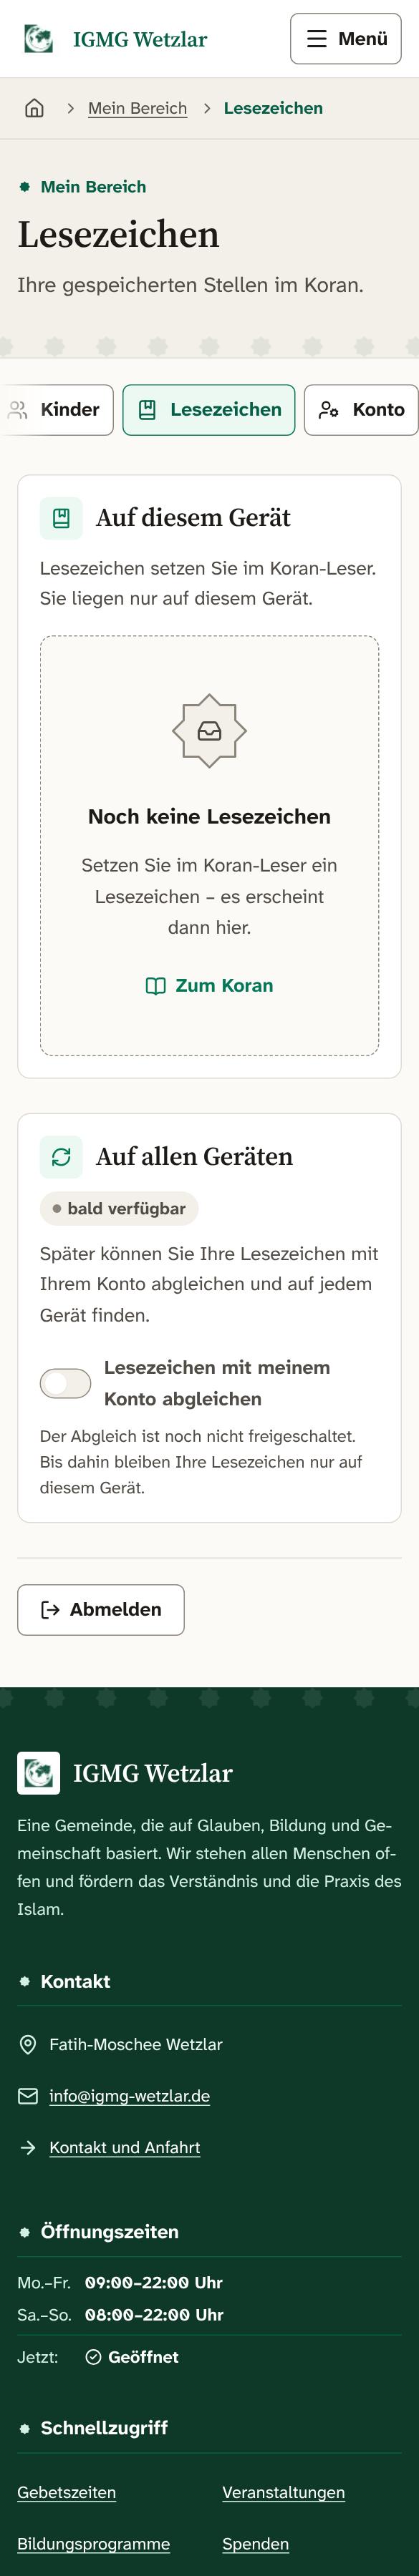 IGMG Wetzlar
Menü
Mein Bereich
Lesezeichen
Mein Bereich
Lesezeichen
Ihre gespeicherten Stellen im Koran.
Kinder
Lesezeichen
Konto
Auf diesem Gerät
Lesezeichen setzen Sie im Koran-Leser.
Sie liegen nur auf diesem Gerät.
Noch keine Lesezeichen
Setzen Sie im Koran-Leser ein
Lesezeichen – es erscheint
dann hier.
Zum Koran
Auf allen Geräten
bald verfügbar
Später können Sie Ihre Lesezeichen mit
Ihrem Konto abgleichen und auf jedem
Gerät finden.
Lesezeichen mit meinem
Konto abgleichen
Der Abgleich ist noch nicht freigeschaltet.
Bis dahin bleiben Ihre Lesezeichen nur auf
diesem Gerät.
Abmelden
IGMG Wetzlar
Eine Gemeinde, die auf Glauben, Bildung und Ge-
meinschaft basiert. Wir stehen allen Menschen of-
fen und fördern das Verständnis und die Praxis des
Islam.
Kontakt
Fatih-Moschee Wetzlar
info@igmg-wetzlar.de
Kontakt und Anfahrt
Öffnungszeiten
Mo.–Fr. 09:00–22:00 Uhr
Sa.–So. 08:00–22:00 Uhr
Jetzt: Geöffnet
Schnellzugriff
Gebetszeiten
Veranstaltungen
Bildungsprogramme
Spenden